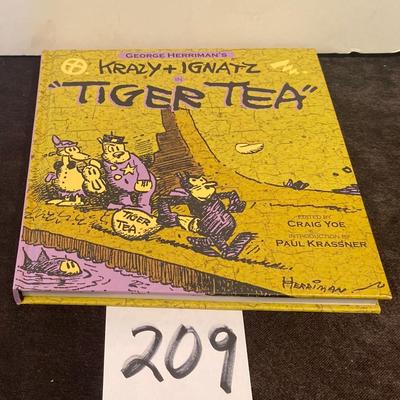 GEORGE HERRIMAN'S
KRAZY + IGNATZ
IN
"TIGER TEA"
TIGER
TEA
EDITED BY
CRAIG YOE
INTRODUCTION BY
PAUL KRASSNER
HERRIMAN
209